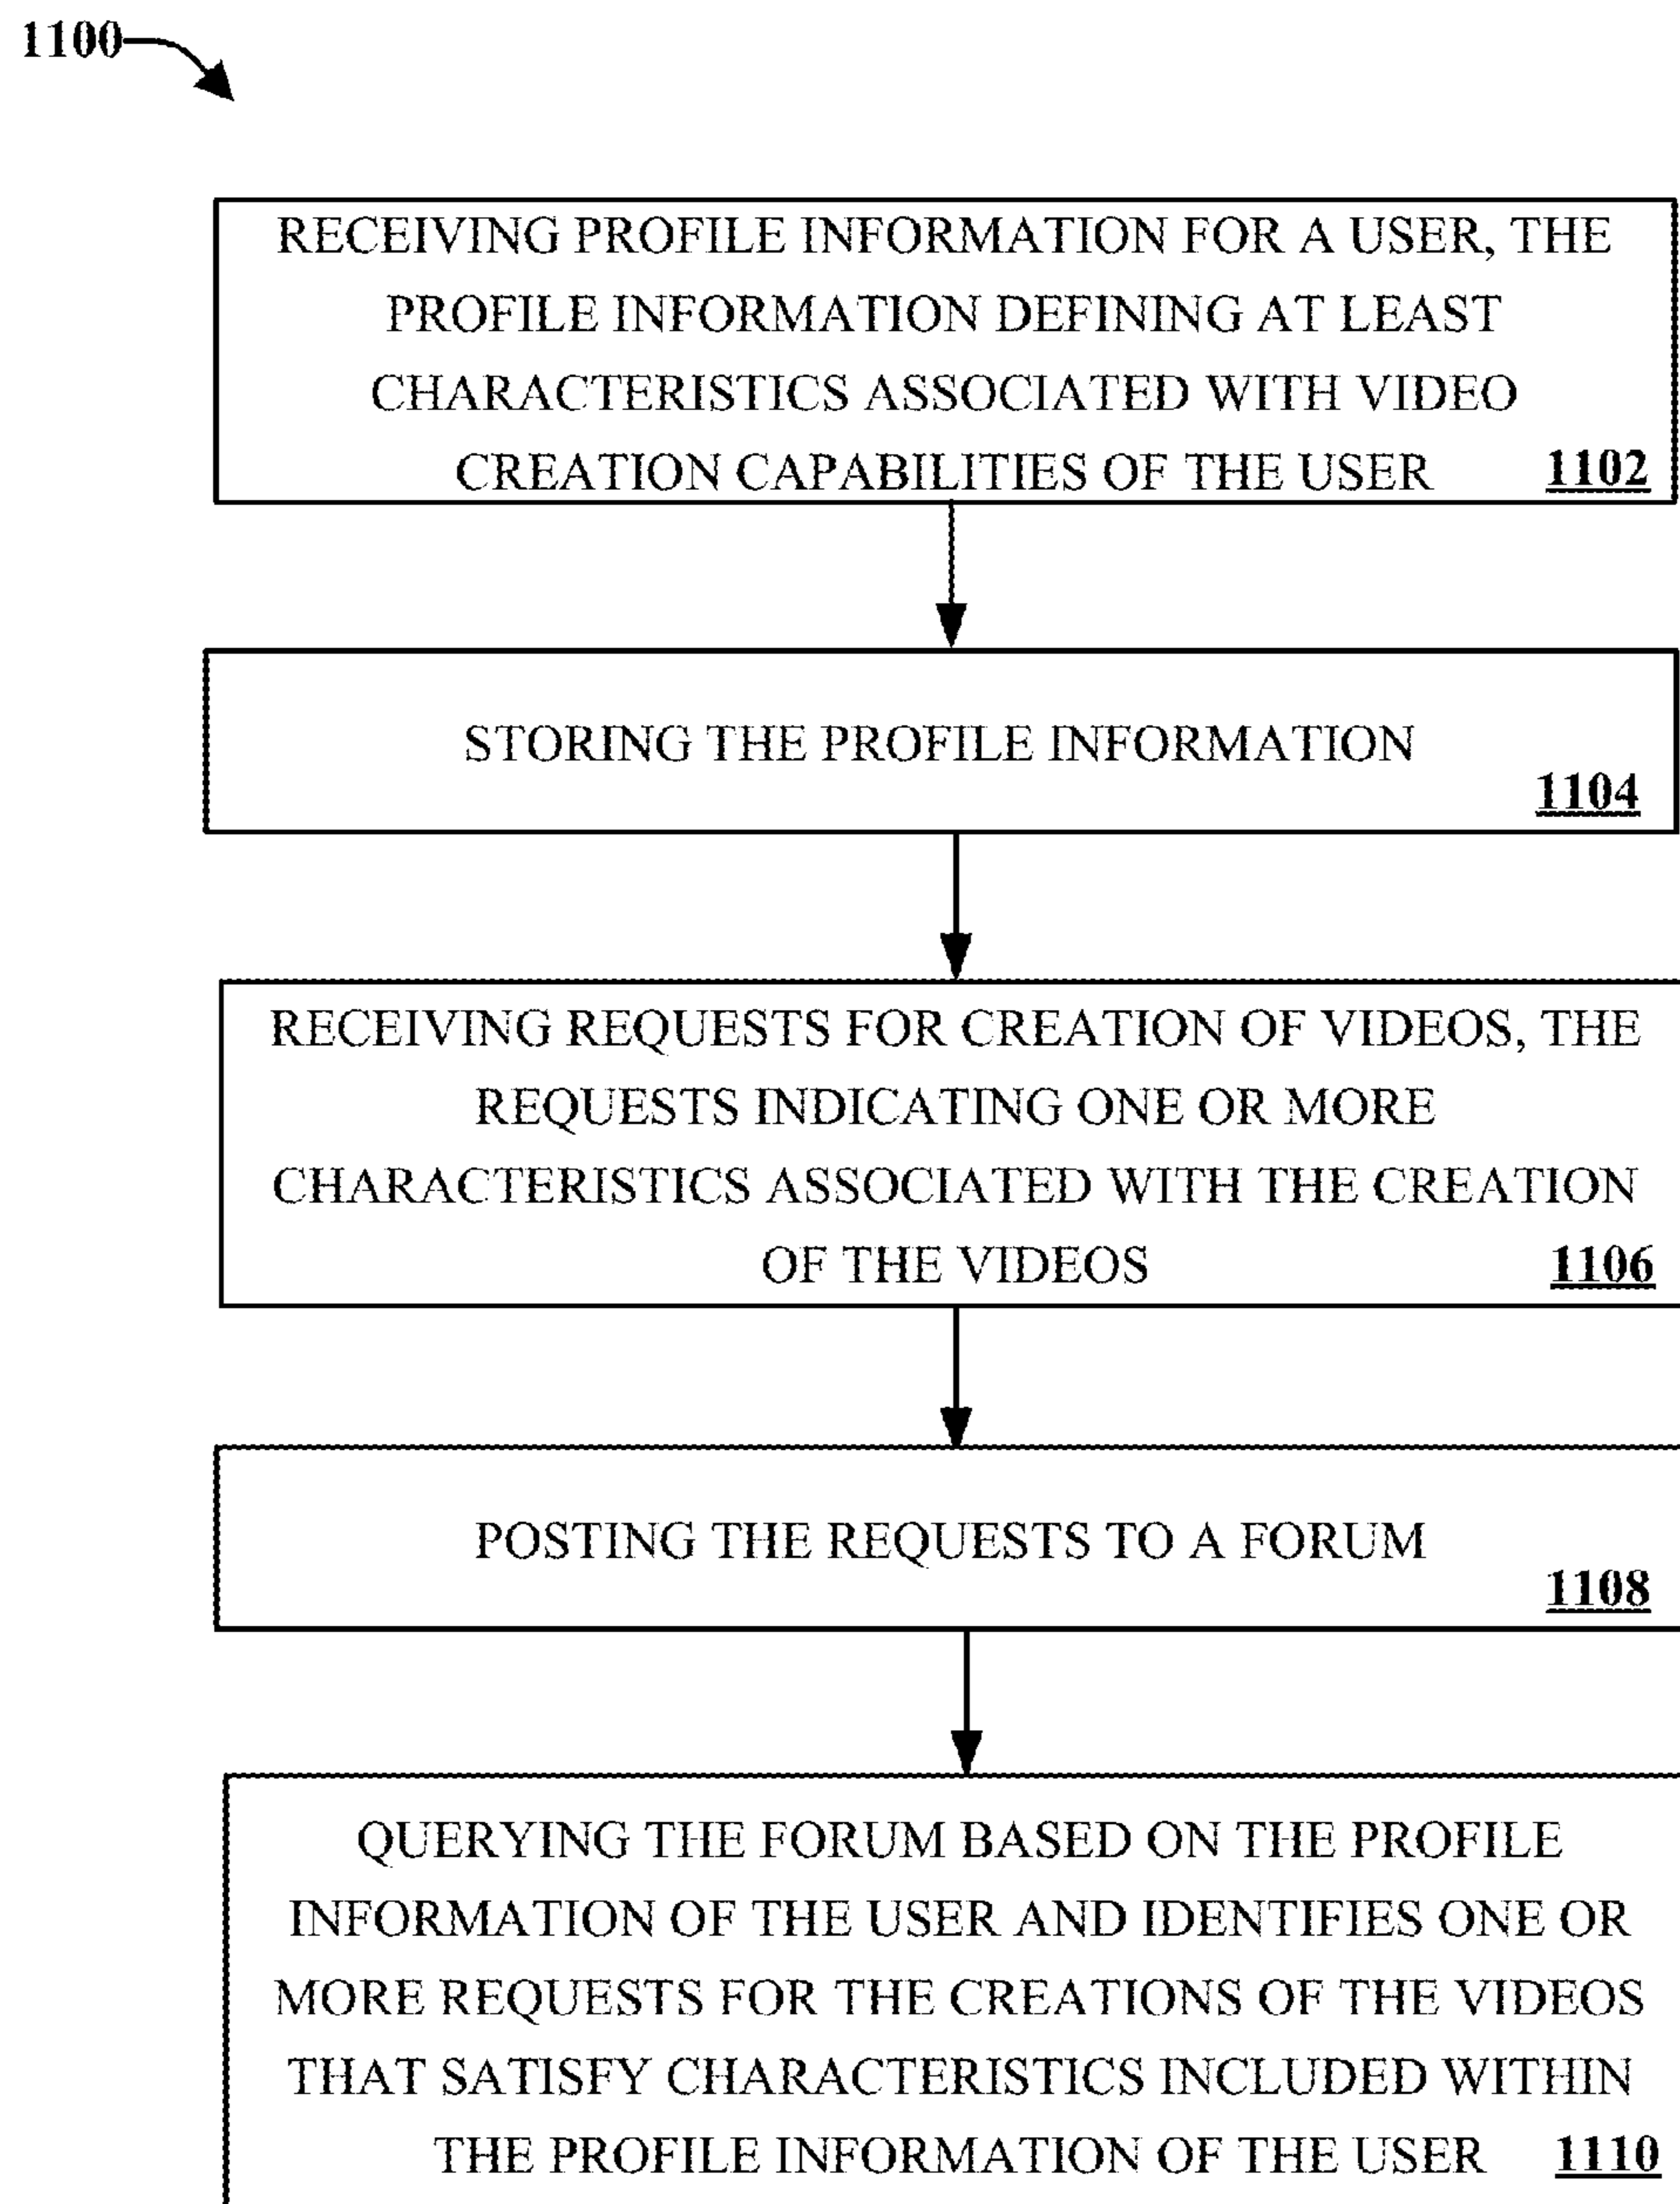 1100
RECEIVING PROFILE INFORMATION FOR A USER, THE
PROFILE INFORMATION DEFINING AT LEAST
CHARACTERISTICS ASSOCIATED WITH VIDEO
CREATION CAPABILITIES OF THE USER 1102
STORING THE PROFILE INFORMATION
1104
RECEIVING REQUESTS FOR CREATION OF VIDEOS, THE
REQUESTS INDICATING ONE OR MORE
CHARACTERISTICS ASSOCIATED WITH THE CREATION
OF THE VIDEOS 1106
POSTING THE REQUESTS TO A FORUM
1108
QUERYING THE FORUM BASED ON THE PROFILE
INFORMATION OF THE USER AND IDENTIFIES ONE OR
MORE REQUESTS FOR THE CREATIONS OF THE VIDEOS
THAT SATISFY CHARACTERISTICS INCLUDED WITHIN
THE PROFILE INFORMATION OF THE USER 1110